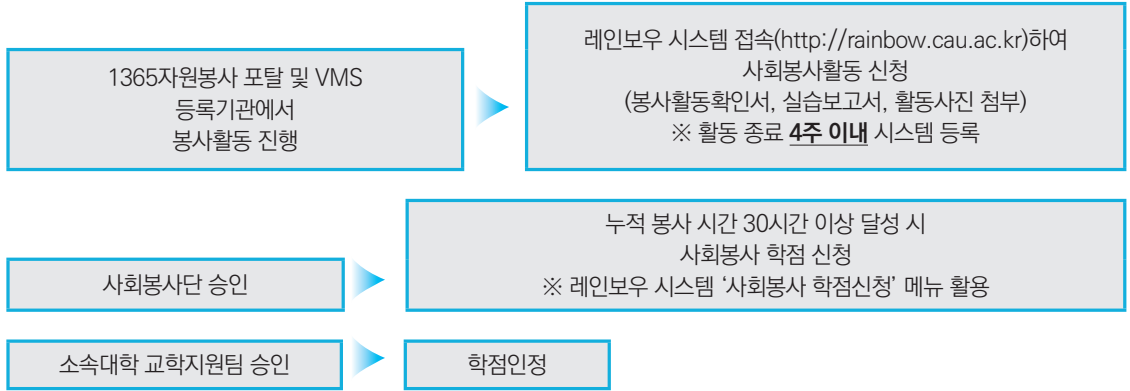 1365자원봉사 포탈 및 VMS
등록기관에서
봉사활동 진행
레인보우 시스템 접속(http://rainbow.cau.ac.kr)하여
사회봉사활동 신청
(봉사활동확인서, 실습보고서, 활동사진 첨부)
※ 활동 종료 4주 이내 시스템 등록
사회봉사단 승인
누적 봉사 시간 30시간 이상 달성 시
사회봉사 학점 신청
※ 레인보우 시스템 ‘사회봉사 학점신청’ 메뉴 활용
소속대학 교학지원팀 승인
학점인정